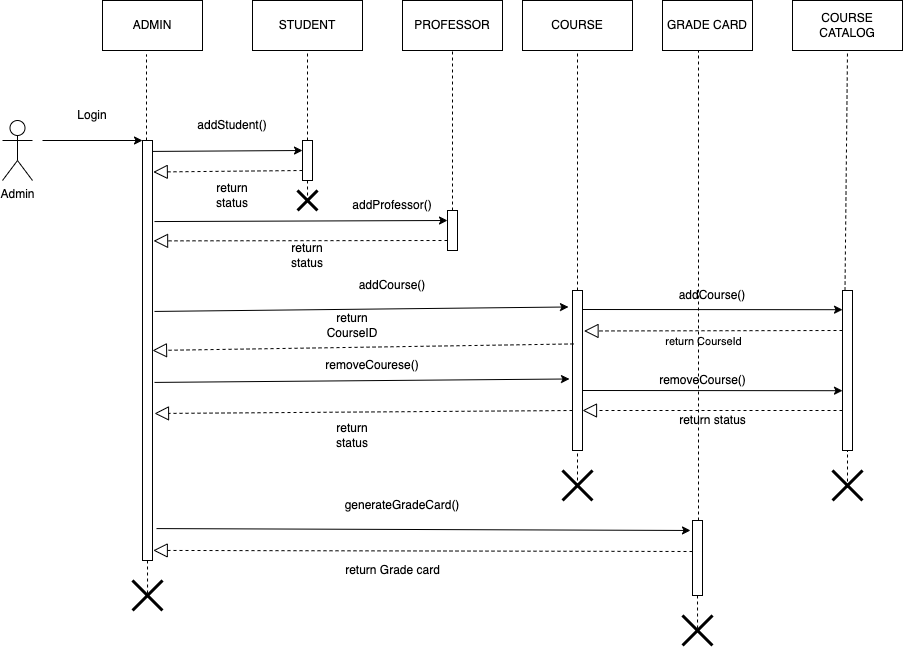 ADMIN
STUDENT
PROFESSOR
COURSE
GRADE CARD
COURSE
CATALOG
Login
addStudent()
Admin
return
status
addProfessor()
return
status
addCourse()
addCourse()
return
CourseID
return CourseId
removeCourese()
removeCourse()
return status
return
status
generateGradeCard()
return Grade card